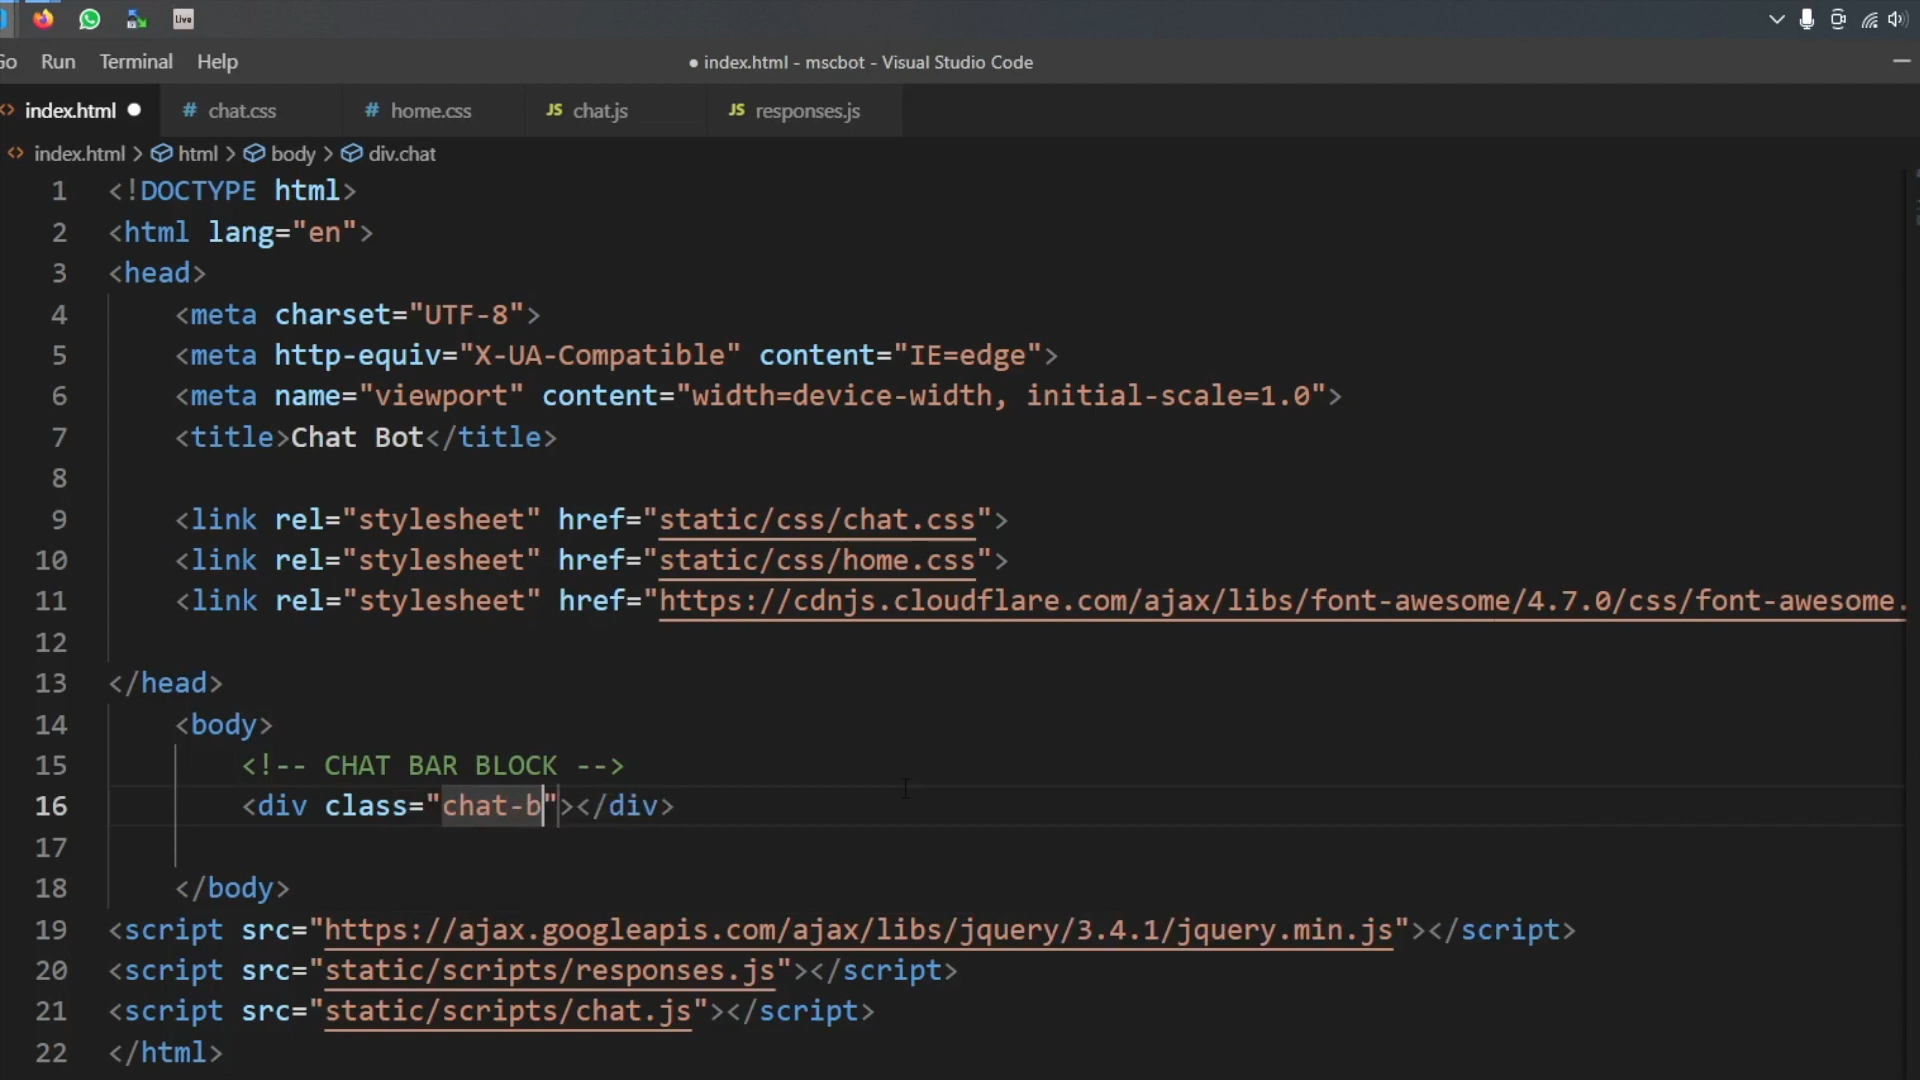 Live
Run Terminal Help
● index.html - mscbot - Visual Studio Code
index.html ● # chat.css # home.css JS chat.js JS responses.js
<> index.html > html > body > div.chat
1 <!DOCTYPE html>
2 <html lang="en">
3 <head>
4 <meta charset="UTF-8">
5 <meta http-equiv="X-UA-Compatible" content="IE=edge">
6 <meta name="viewport" content="width=device-width, initial-scale=1.0">
7 <title>Chat Bot</title>
8
9 <link rel="stylesheet" href="static/css/chat.css">
10 <link rel="stylesheet" href="static/css/home.css">
11 <link rel="stylesheet" href="https://cdnjs.cloudflare.com/ajax/libs/font-awesome/4.7.0/css/font-awesome.
12
13 </head>
14 <body>
15 <!-- CHAT BAR BLOCK -->
16 <div class="chat-b"></div>
17
18 </body>
19 <script src="https://ajax.googleapis.com/ajax/libs/jquery/3.4.1/jquery.min.js"></script>
20 <script src="static/scripts/responses.js"></script>
21 <script src="static/scripts/chat.js"></script>
22 </html>